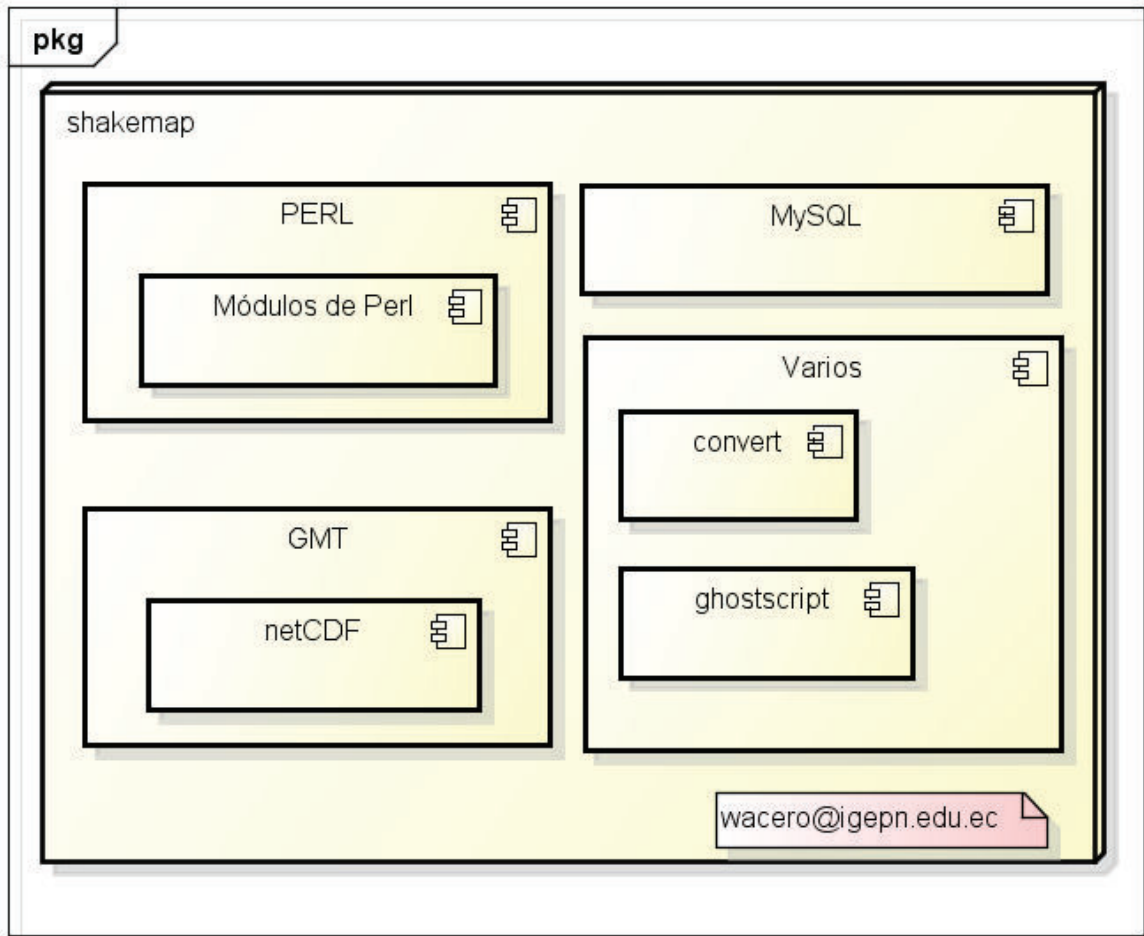 pkg
shakemap
PERL
Módulos de Perl
MySQL
Varios
convert
ghostscript
GMT
netCDF
wacero@igepn.edu.ec